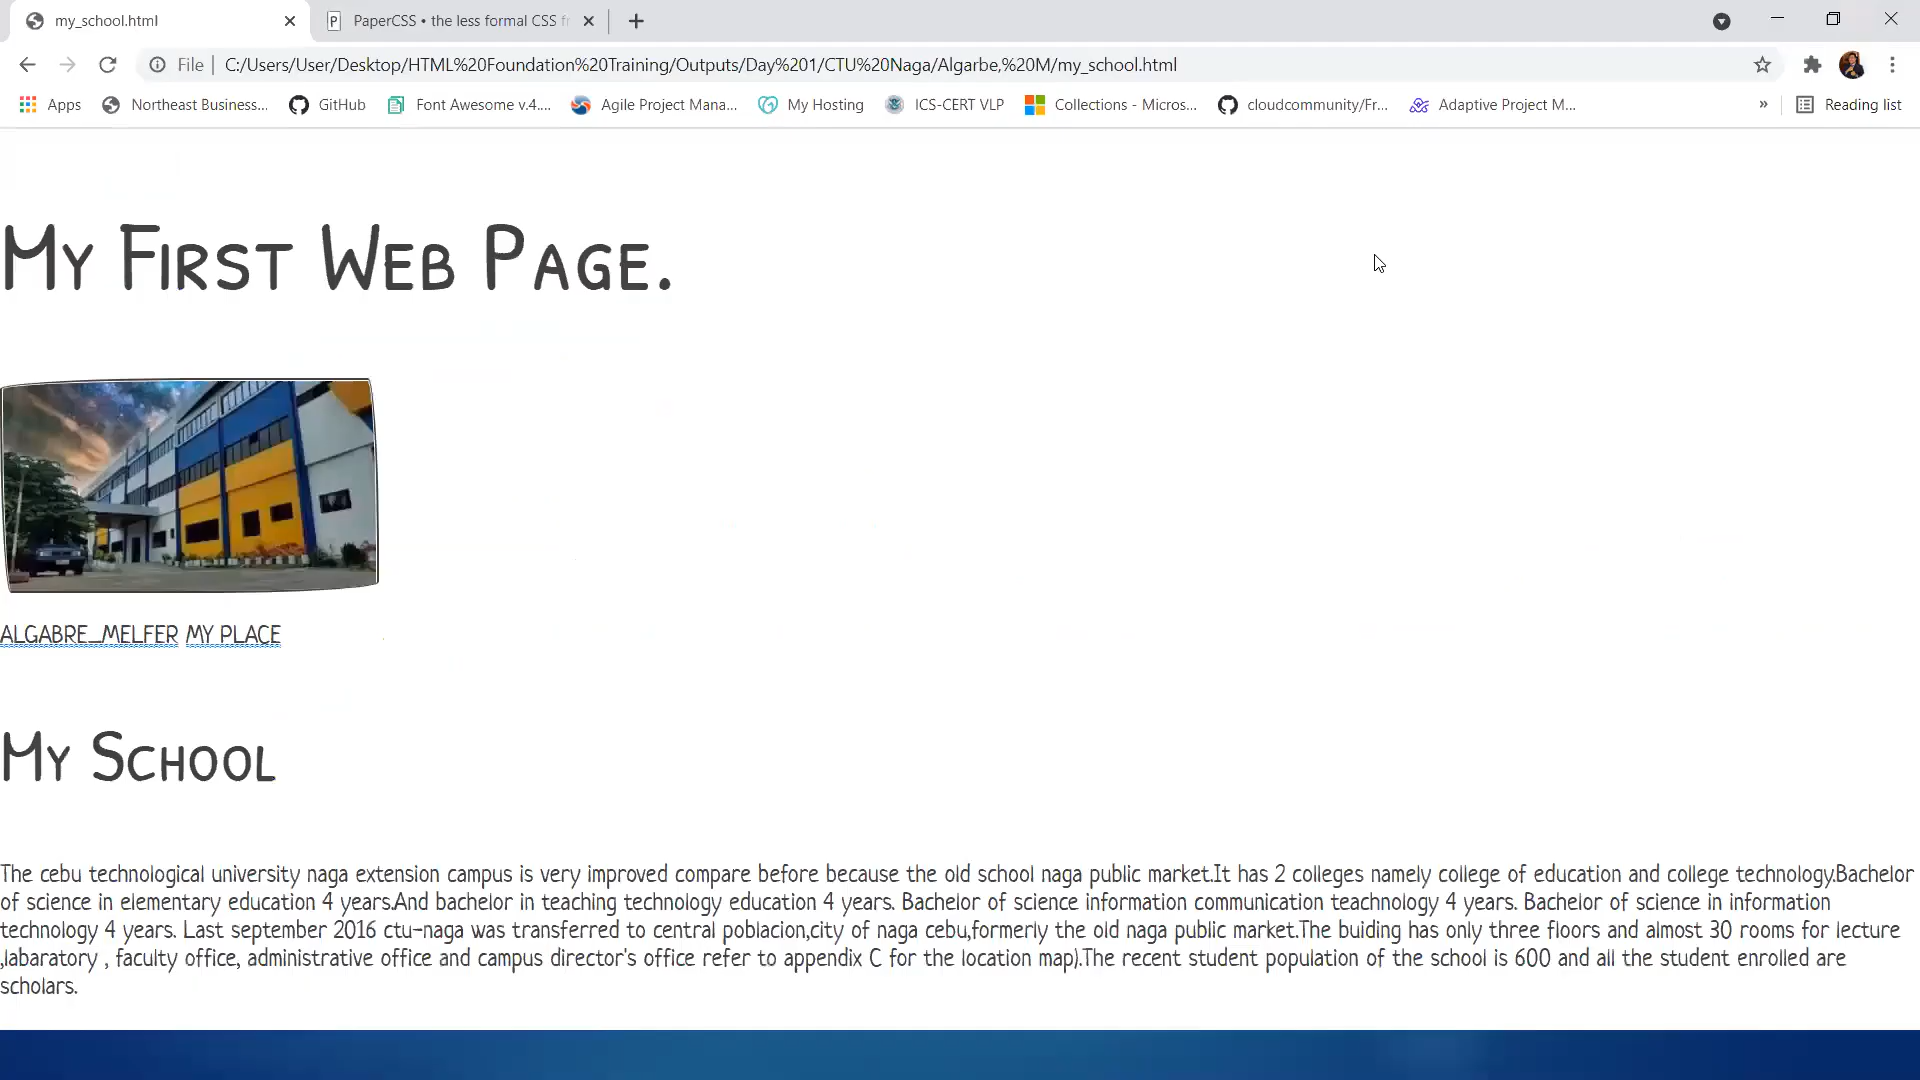 my_school.html
PaperCSS • the less formal CSS f
File
C:/Users/User/Desktop/HTML%20Foundation%20Training/Outputs/Day%201/CTU%20Naga/Algarbe,%20M/my_school.html
Apps
Northeast Business...
GitHub
Font Awesome v.4....
Agile Project Mana...
My Hosting
ICS-CERT VLP
Collections - Micros...
cloudcommunity/Fr...
Adaptive Project M...
»
Reading list
My First Web Page.
ALGABRE_MELFER MY PLACE
My School
The cebu technological university naga extension campus is very improved compare before because the old school naga public market.It has 2 colleges namely college of education and college technology.Bachelor
of science in elementary education 4 years.And bachelor in teaching technology education 4 years. Bachelor of science information communication teachnology 4 years. Bachelor of science in information
technology 4 years. Last september 2016 ctu-naga was transferred to central poblacion,city of naga cebu,formerly the old naga public market.The buiding has only three floors and almost 30 rooms for lecture
,labaratory , faculty office, administrative office and campus director's office refer to appendix C for the location map).The recent student population of the school is 600 and all the student enrolled are
scholars.